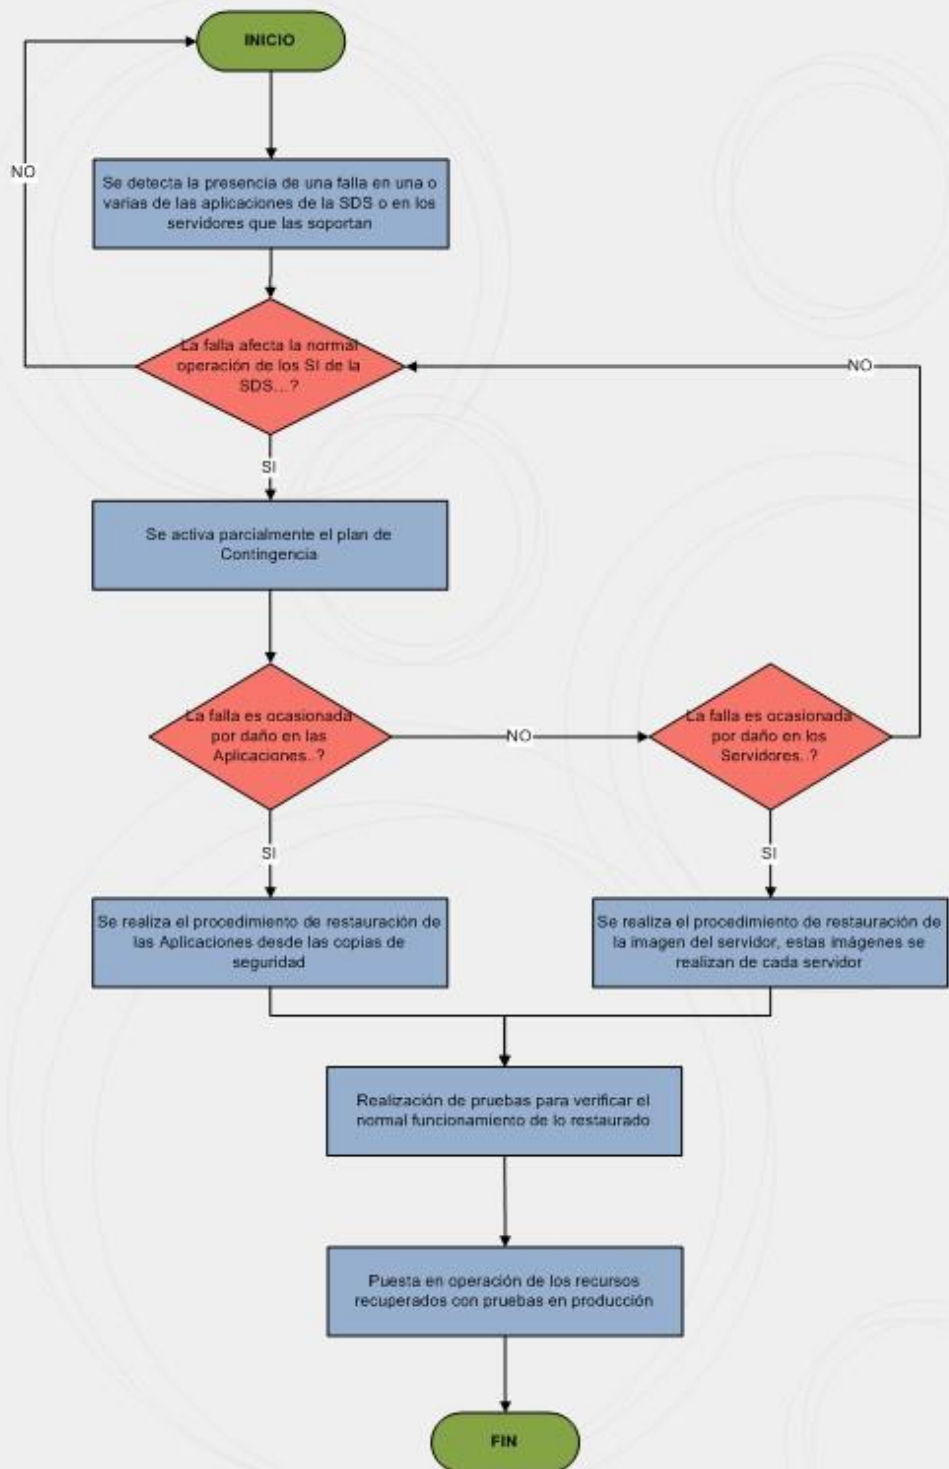 INICIO
NO
Se detecta la presencia de una falla en una o
varias de las aplicaciones de la SDS o en los
servidores que las soportan
La falla afecta la normal
operación de los SI de la
SDS...?
NO
SI
Se activa parcialmente el plan de
Contingencia
La falla es ocasionada
por daño en las
Aplicaciones..?
NO
La falla es ocasionada
por daño en los
Servidores..?
SI
SI
Se realiza el procedimiento de restauración de
las Aplicaciones desde las copias de
seguridad
Se realiza el procedimiento de restauración de
la imagen del servidor, estas imágenes se
realizan de cada servidor
Realización de pruebas para verificar el
normal funcionamiento de lo restaurado
Puesta en operación de los recursos
recuperados con pruebas en producción
FIN